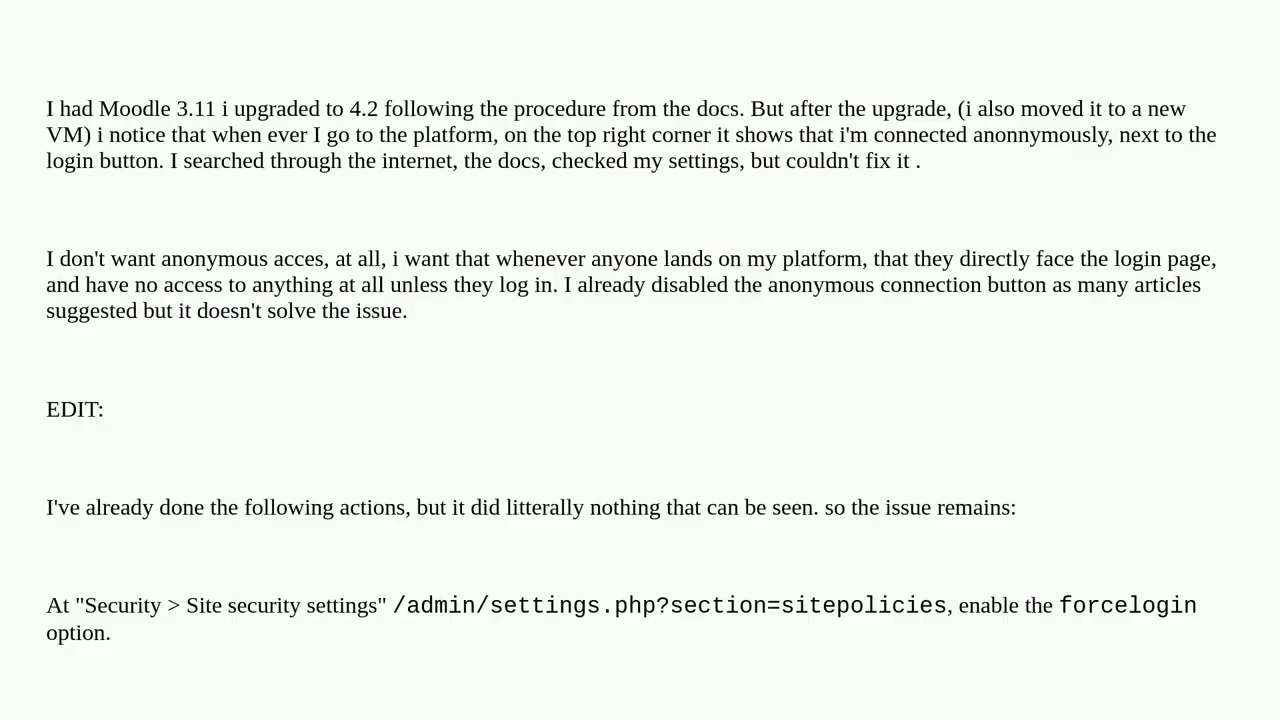 I had Moodle 3.11 i upgraded to 4.2 following the procedure from the docs. But after the upgrade, (i also moved it to a new
VM) i notice that when ever I go to the platform, on the top right corner it shows that i'm connected anonnymously, next to the
login button. I searched through the internet, the docs, checked my settings, but couldn't fix it .
I don't want anonymous acces, at all, i want that whenever anyone lands on my platform, that they directly face the login page,
and have no access to anything at all unless they log in. I already disabled the anonymous connection button as many articles
suggested but it doesn't solve the issue.
EDIT:
I've already done the following actions, but it did litterally nothing that can be seen. so the issue remains:
At "Security > Site security settings" /admin/settings.php?section=sitepolicies, enable the forcelogin
option.